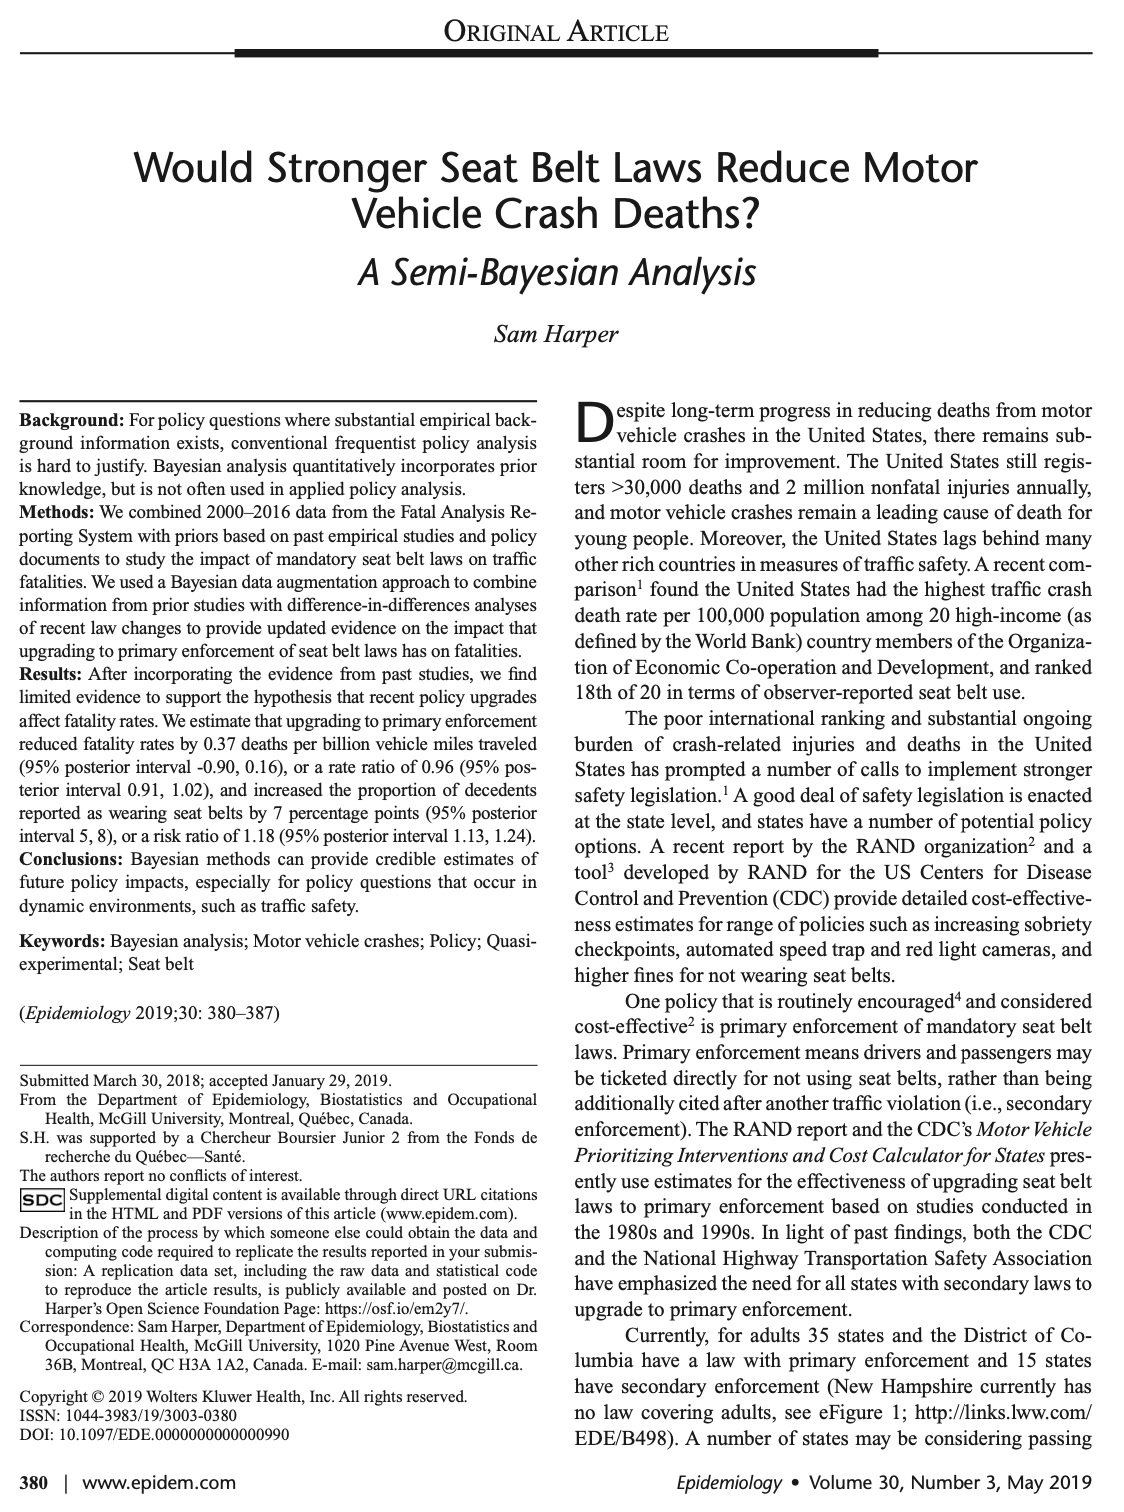 ORIGINAL ARTICLE
Would Stronger Seat Belt Laws Reduce Motor
Vehicle Crash Deaths?
A Semi-Bayesian Analysis
Sam Harper
Background: For policy questions where substantial empirical back-
ground information exists, conventional frequentist policy analysis
is hard to justify. Bayesian analysis quantitatively incorporates prior
knowledge, but is not often used in applied policy analysis.
Methods: We combined 2000–2016 data from the Fatal Analysis Re-
porting System with priors based on past empirical studies and policy
documents to study the impact of mandatory seat belt laws on traffic
fatalities. We used a Bayesian data augmentation approach to combine
information from prior studies with difference-in-differences analyses
of recent law changes to provide updated evidence on the impact that
upgrading to primary enforcement of seat belt laws has on fatalities.
Results: After incorporating the evidence from past studies, we find
limited evidence to support the hypothesis that recent policy upgrades
affect fatality rates. We estimate that upgrading to primary enforcement
reduced fatality rates by 0.37 deaths per billion vehicle miles traveled
(95% posterior interval -0.90, 0.16), or a rate ratio of 0.96 (95% pos-
terior interval 0.91, 1.02), and increased the proportion of decedents
reported as wearing seat belts by 7 percentage points (95% posterior
interval 5, 8), or a risk ratio of 1.18 (95% posterior interval 1.13, 1.24).
Conclusions: Bayesian methods can provide credible estimates of
future policy impacts, especially for policy questions that occur in
dynamic environments, such as traffic safety.
Keywords: Bayesian analysis; Motor vehicle crashes; Policy; Quasi-
experimental; Seat belt
(Epidemiology 2019;30: 380–387)
Submitted March 30, 2018; accepted January 29, 2019.
From the Department of Epidemiology, Biostatistics and Occupational
Health, McGill University, Montreal, Québec, Canada.
S.H. was supported by a Chercheur Boursier Junior 2 from the Fonds de
recherche du Québec—Santé.
The authors report no conflicts of interest.
SDC Supplemental digital content is available through direct URL citations
in the HTML and PDF versions of this article (www.epidem.com).
Description of the process by which someone else could obtain the data and
computing code required to replicate the results reported in your submis-
sion: A replication data set, including the raw data and statistical code
to reproduce the article results, is publicly available and posted on Dr.
Harper's Open Science Foundation Page: https://osf.io/em2y7/.
Correspondence: Sam Harper, Department of Epidemiology, Biostatistics and
Occupational Health, McGill University, 1020 Pine Avenue West, Room
36B, Montreal, QC H3A 1A2, Canada. E-mail: sam.harper@mcgill.ca.
Copyright © 2019 Wolters Kluwer Health, Inc. All rights reserved.
ISSN: 1044-3983/19/3003-0380
DOI: 10.1097/EDE.0000000000000990
Despite long-term progress in reducing deaths from motor
vehicle crashes in the United States, there remains sub-
stantial room for improvement. The United States still regis-
ters >30,000 deaths and 2 million nonfatal injuries annually,
and motor vehicle crashes remain a leading cause of death for
young people. Moreover, the United States lags behind many
other rich countries in measures of traffic safety. A recent com-
parison1 found the United States had the highest traffic crash
death rate per 100,000 population among 20 high-income (as
defined by the World Bank) country members of the Organiza-
tion of Economic Co-operation and Development, and ranked
18th of 20 in terms of observer-reported seat belt use.
The poor international ranking and substantial ongoing
burden of crash-related injuries and deaths in the United
States has prompted a number of calls to implement stronger
safety legislation.1 A good deal of safety legislation is enacted
at the state level, and states have a number of potential policy
options. A recent report by the RAND organization2 and a
tool3 developed by RAND for the US Centers for Disease
Control and Prevention (CDC) provide detailed cost-effective-
ness estimates for range of policies such as increasing sobriety
checkpoints, automated speed trap and red light cameras, and
higher fines for not wearing seat belts.
One policy that is routinely encouraged4 and considered
cost-effective2 is primary enforcement of mandatory seat belt
laws. Primary enforcement means drivers and passengers may
be ticketed directly for not using seat belts, rather than being
additionally cited after another traffic violation (i.e., secondary
enforcement). The RAND report and the CDC's Motor Vehicle
Prioritizing Interventions and Cost Calculator for States pres-
ently use estimates for the effectiveness of upgrading seat belt
laws to primary enforcement based on studies conducted in
the 1980s and 1990s. In light of past findings, both the CDC
and the National Highway Transportation Safety Association
have emphasized the need for all states with secondary laws to
upgrade to primary enforcement.
Currently, for adults 35 states and the District of Co-
lumbia have a law with primary enforcement and 15 states
have secondary enforcement (New Hampshire currently has
no law covering adults, see eFigure 1; http://links.lww.com/
EDE/B498). A number of states may be considering passing
380 | www.epidem.com
Epidemiology • Volume 30, Number 3, May 2019